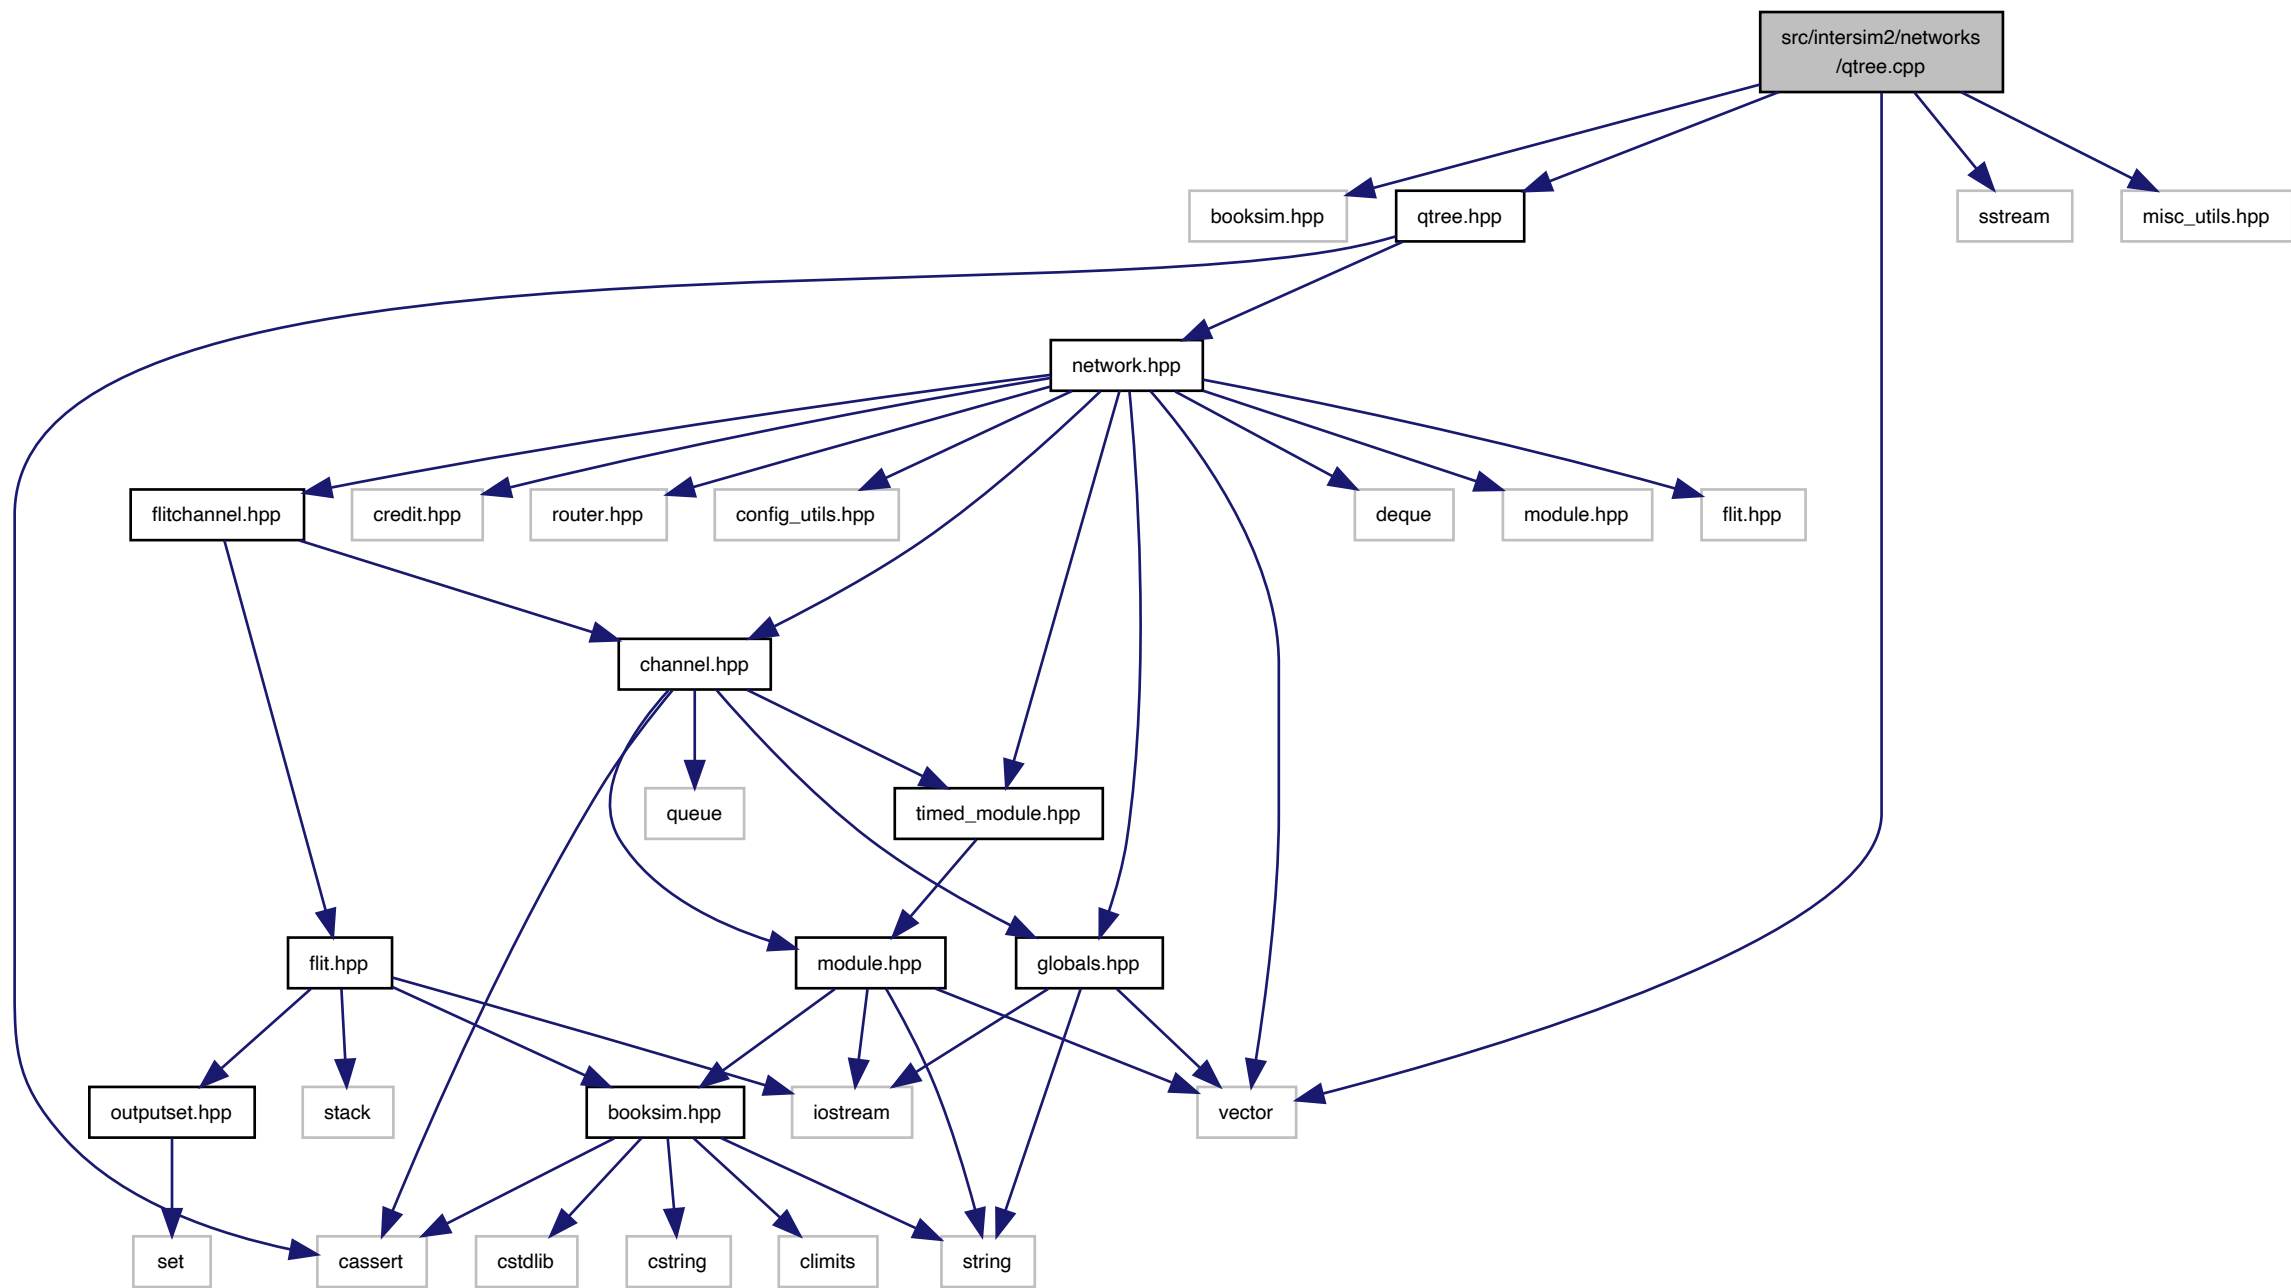 src/intersim2/networks
/qtree.cpp
booksim.hpp
qtree.hpp
sstream
misc_utils.hpp
network.hpp
flitchannel.hpp
credit.hpp
router.hpp
config_utils.hpp
deque
module.hpp
flit.hpp
channel.hpp
queue
timed_module.hpp
flit.hpp
module.hpp
globals.hpp
outputset.hpp
stack
booksim.hpp
iostream
vector
set
cassert
cstdlib
cstring
climits
string